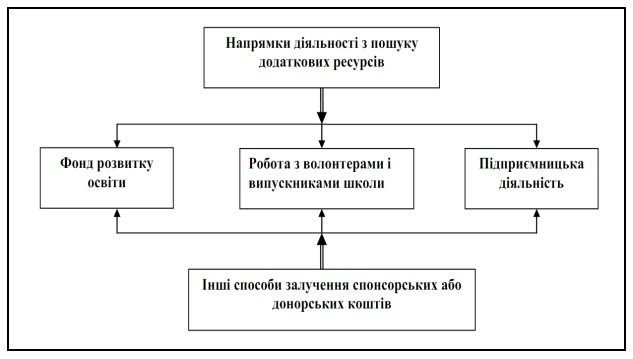 Напрямки діяльності з пошуку
додаткових ресурсів
Фонд розвитку
освіти
Робота з волонтерами і
випускниками школи
Підприємницька
діяльність
Інші способи залучення спонсорських або
донорських коштів